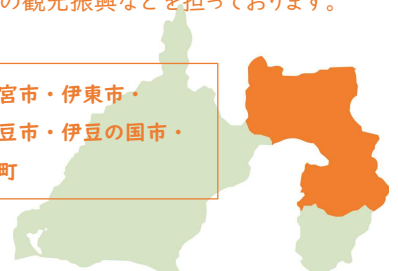 の観光振興などを担っております。
宮市・伊東市・
豆市・伊豆の国市・
町